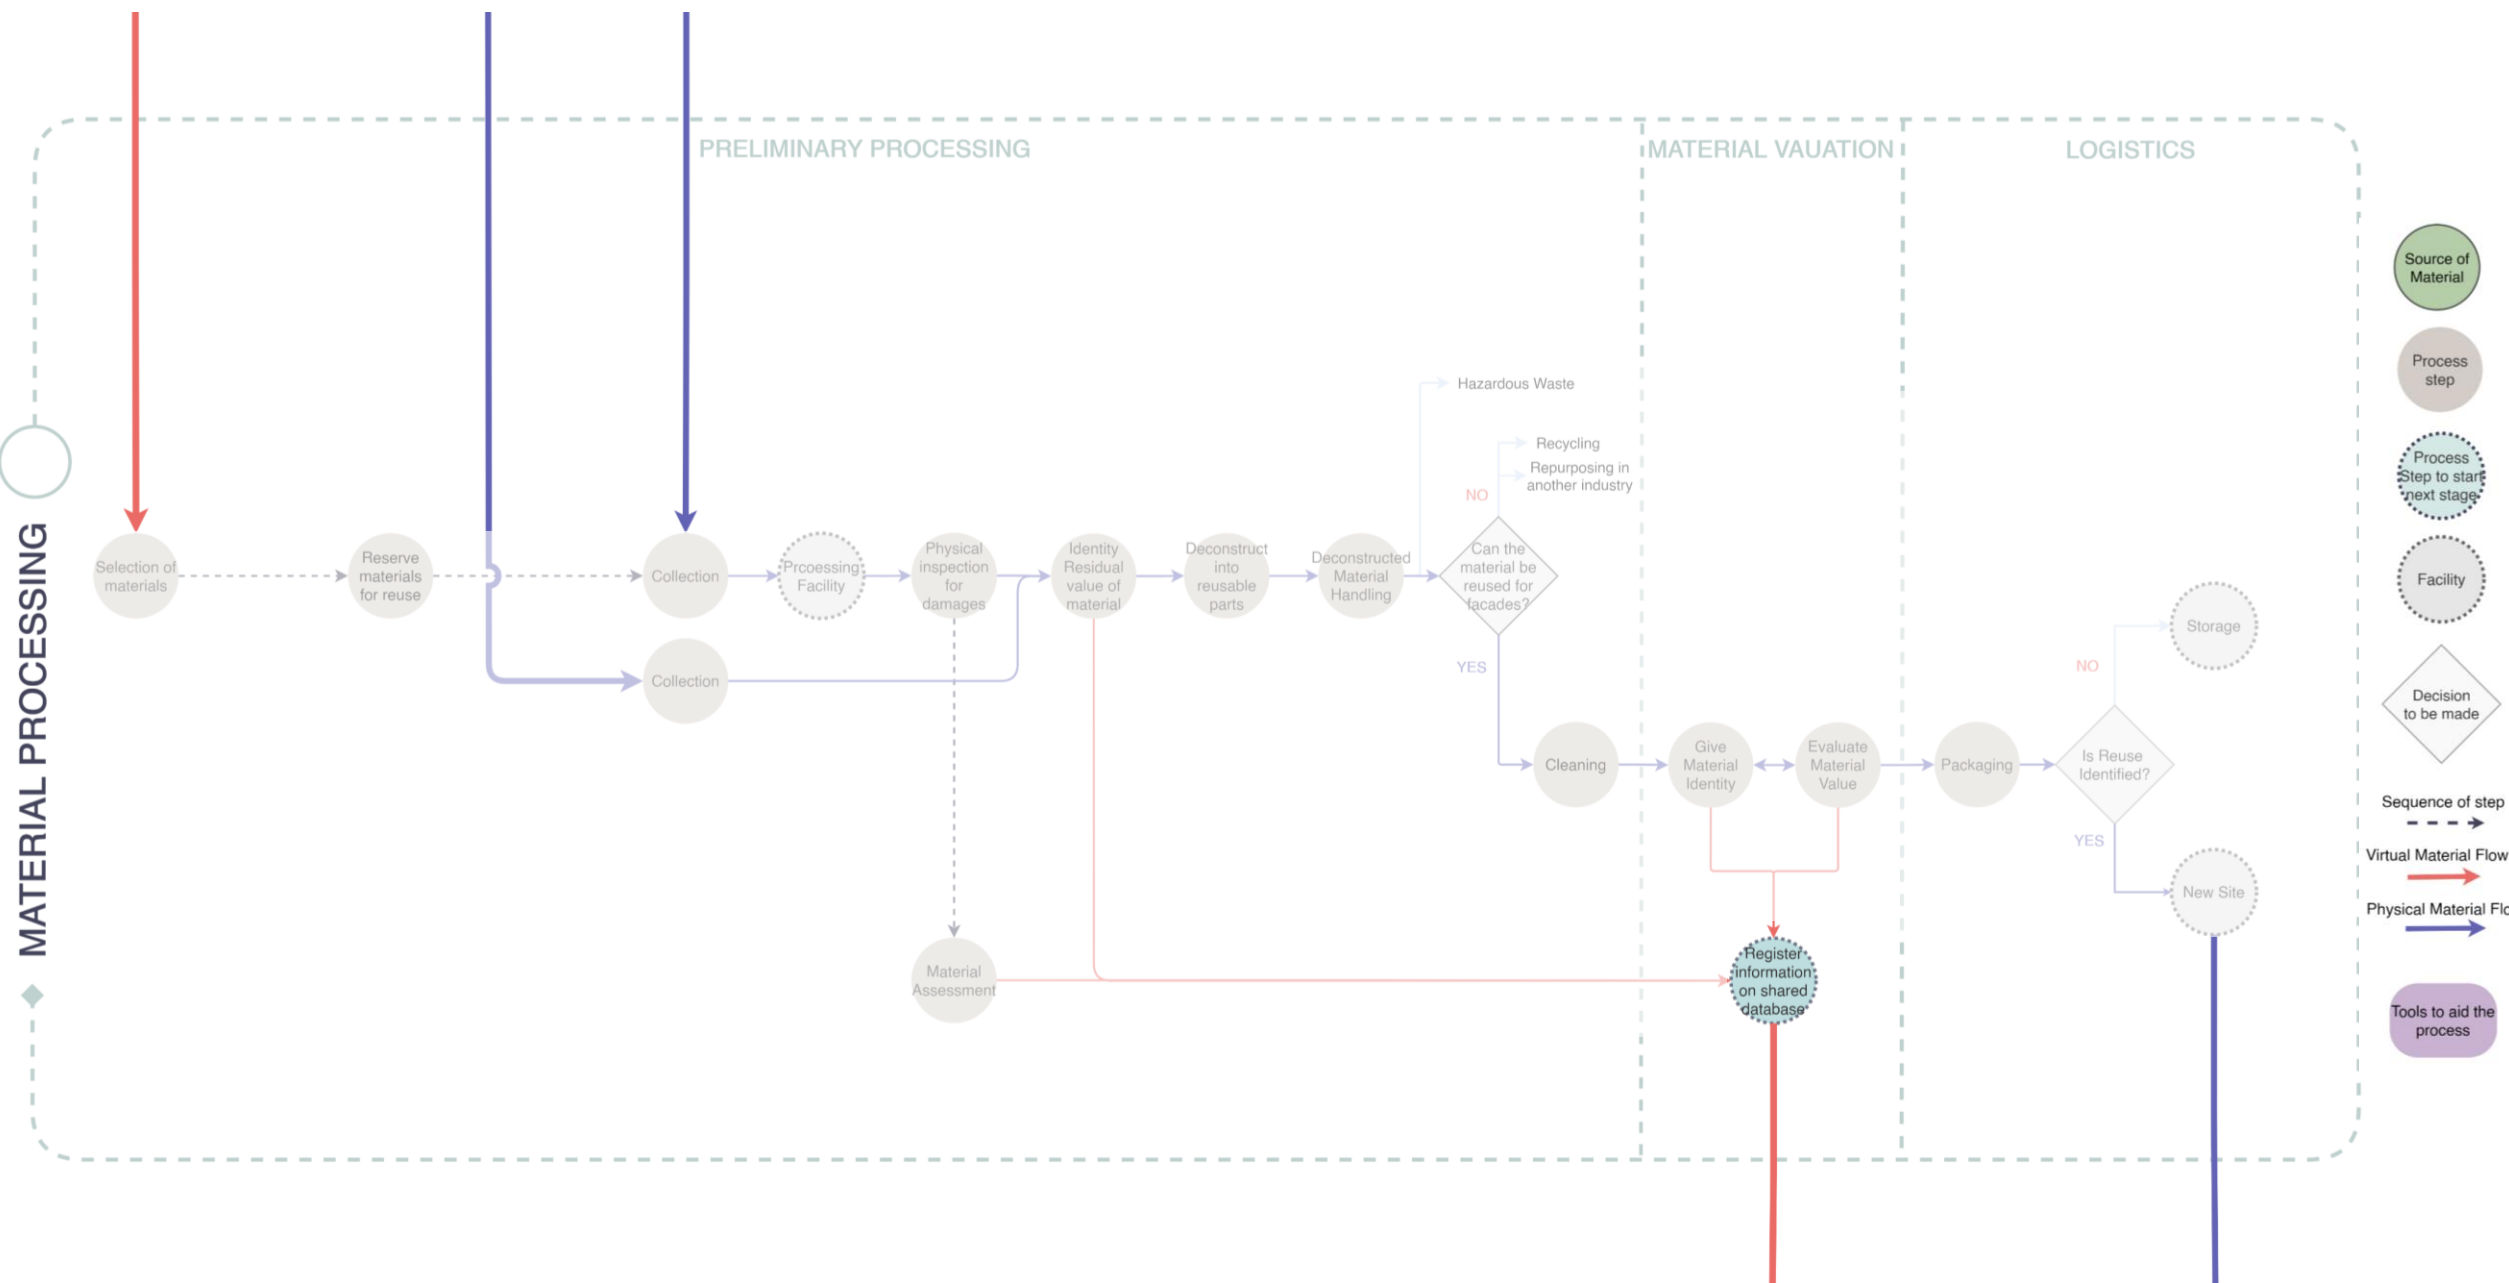 PRELIMINARY PROCESSING
MATERIAL VAUATION
LOGISTICS
MATERIAL PROCESSING
Selection of
materials
Reserve
materials
for reuse
Collection
Collection
Prcoessing
Facility
Physical
inspection
for
damages
Identity
Residual
value of
material
Deconstruct
into
reusable
parts
Deconstructed
Material
Handling
Hazardous Waste
Recycling
Repurposing in
another industry
NO
Can the
material be
reused for
facades?
YES
Cleaning
Give
Material
Identity
Evaluate
Material
Value
Packaging
Is Reuse
Identified?
NO
Storage
YES
New Site
Material
Assessment
Register
information
on shared
database
Source of
Material
Process
step
Process
Step to start
next stage
Facility
Decision
to be made
Sequence of step
Virtual Material Flow
Physical Material Flo
Tools to aid the
process